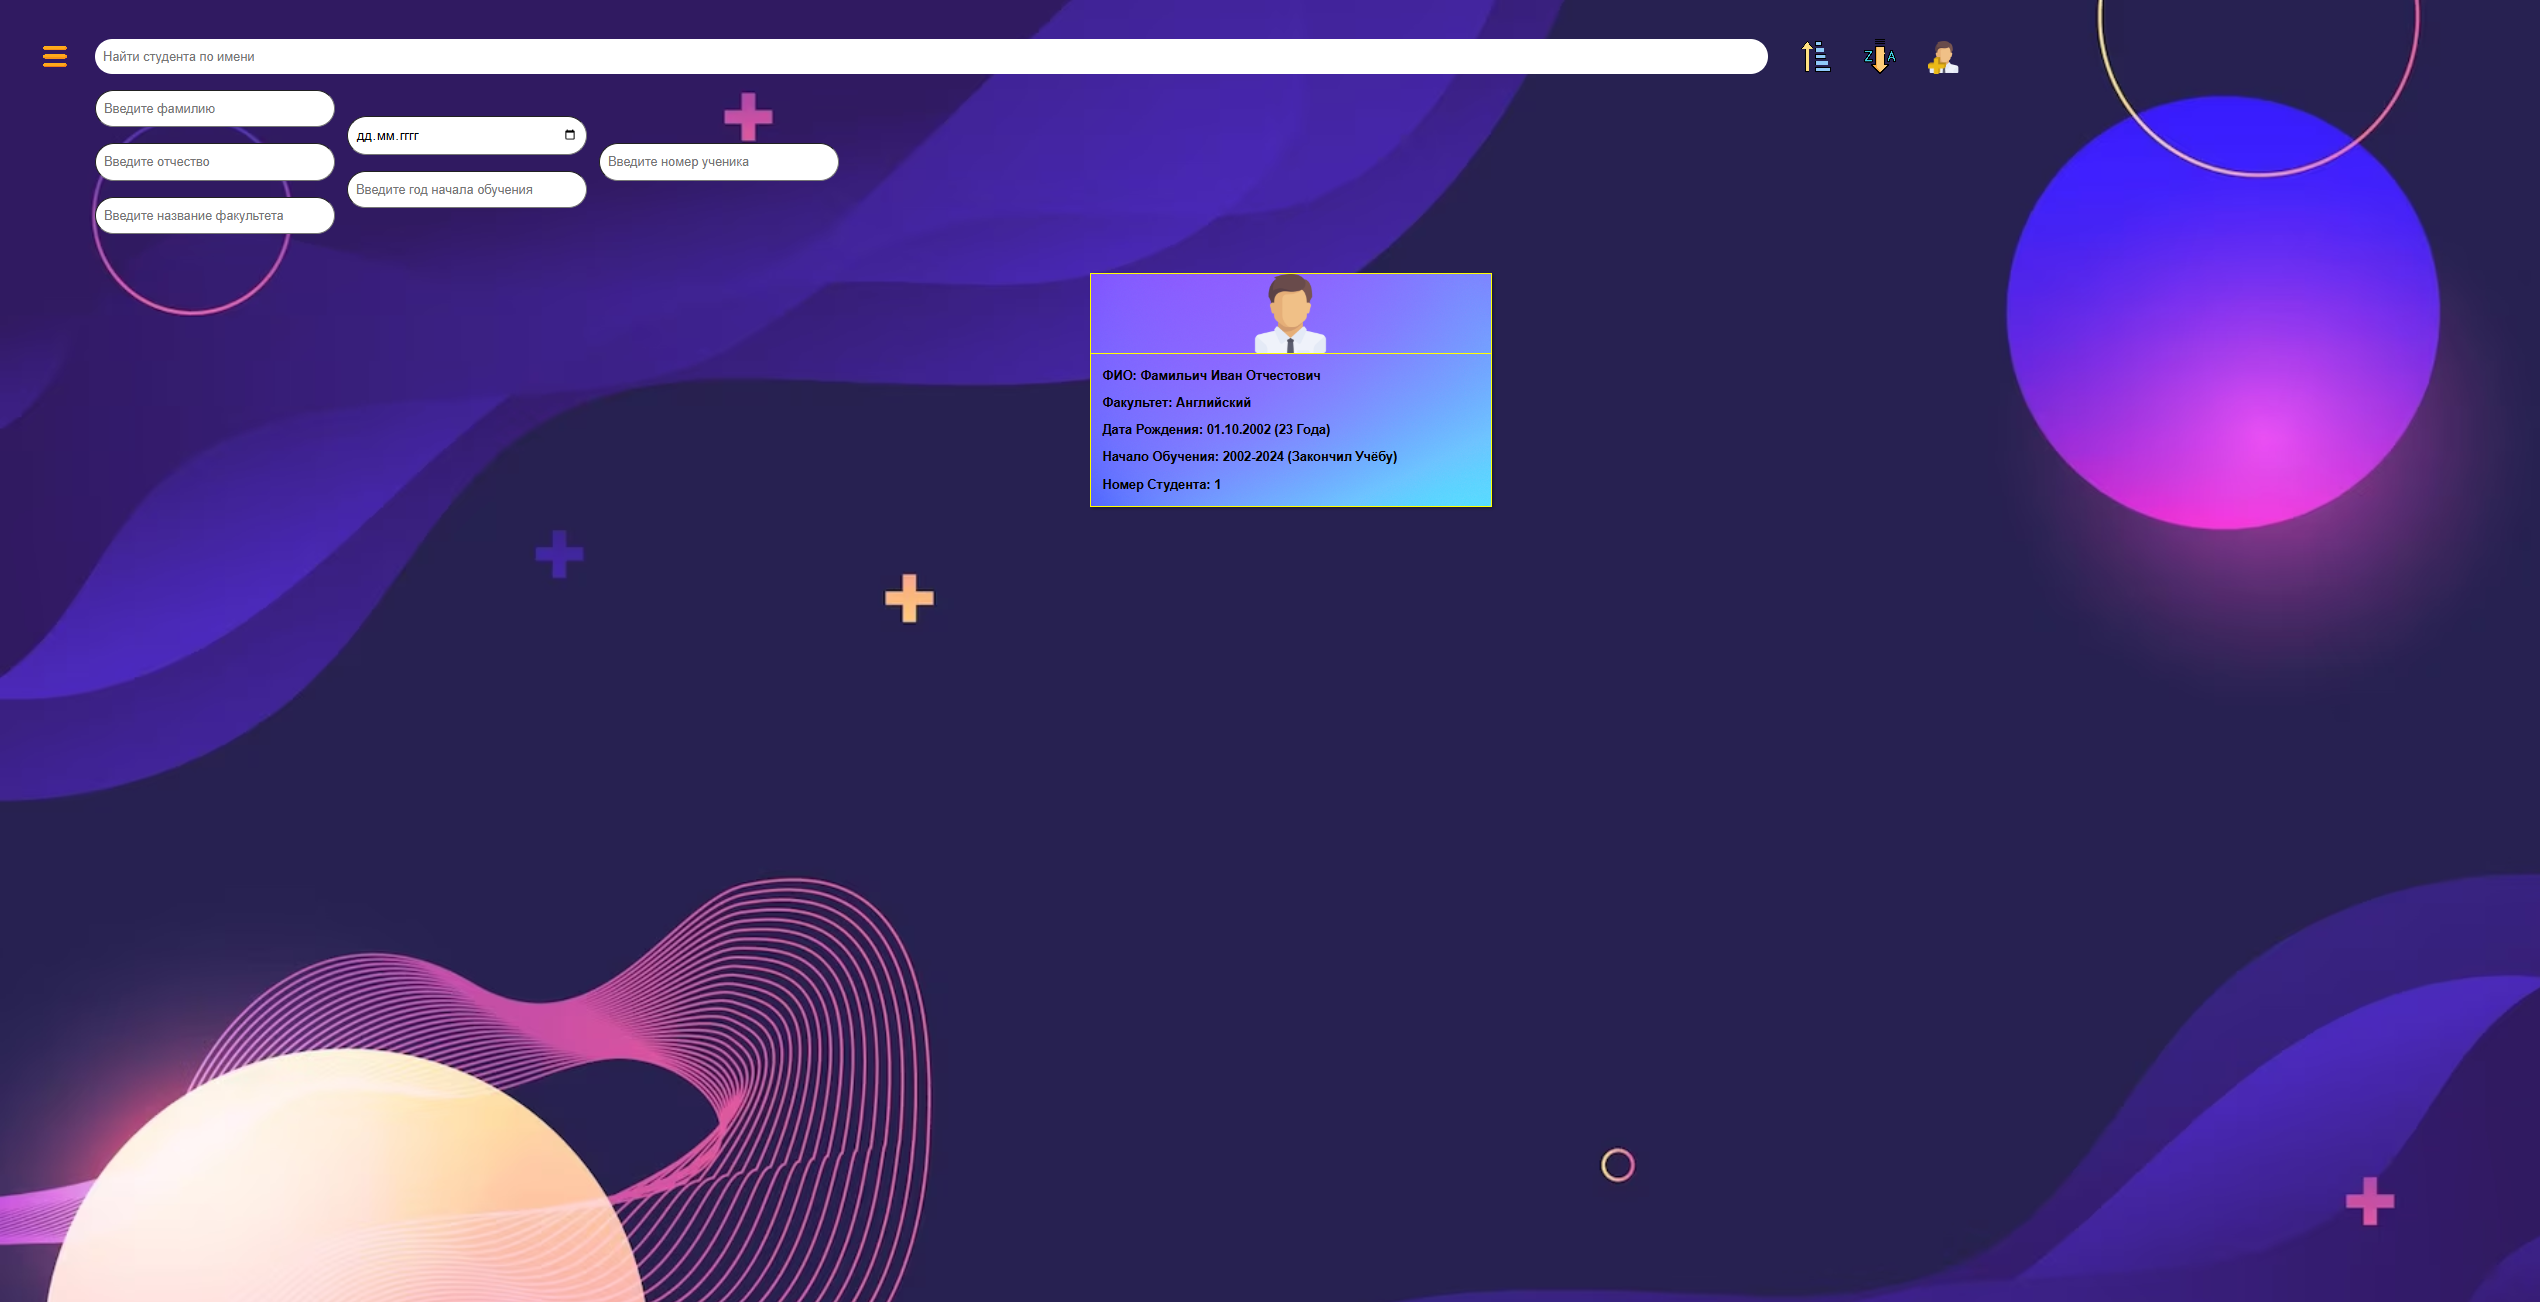 Найти студента по имени
Z A
Введите фамилию
дд.мм.гггг
Введите отчество
Введите номер ученика
Введите год начала обучения
Введите название факультета
ФИО: Фамильич Иван Отчестович
Факультет: Английский
Дата Рождения: 01.10.2002 (23 Года)
Начало Обучения: 2002-2024 (Закончил Учёбу)
Номер Студента: 1